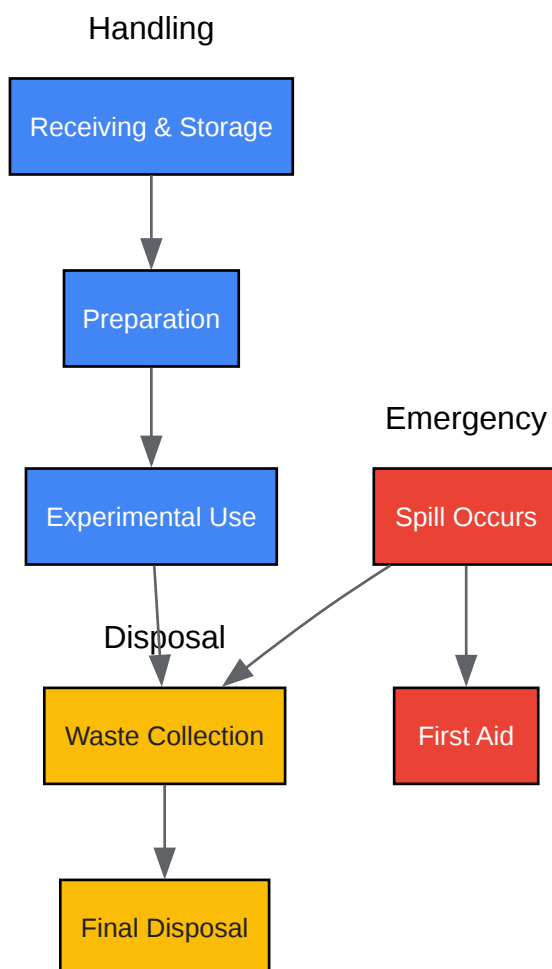 Handling
Receiving & Storage
Preparation
Emergency
Experimental Use
Spill Occurs
Disposal
Waste Collection
First Aid
Final Disposal